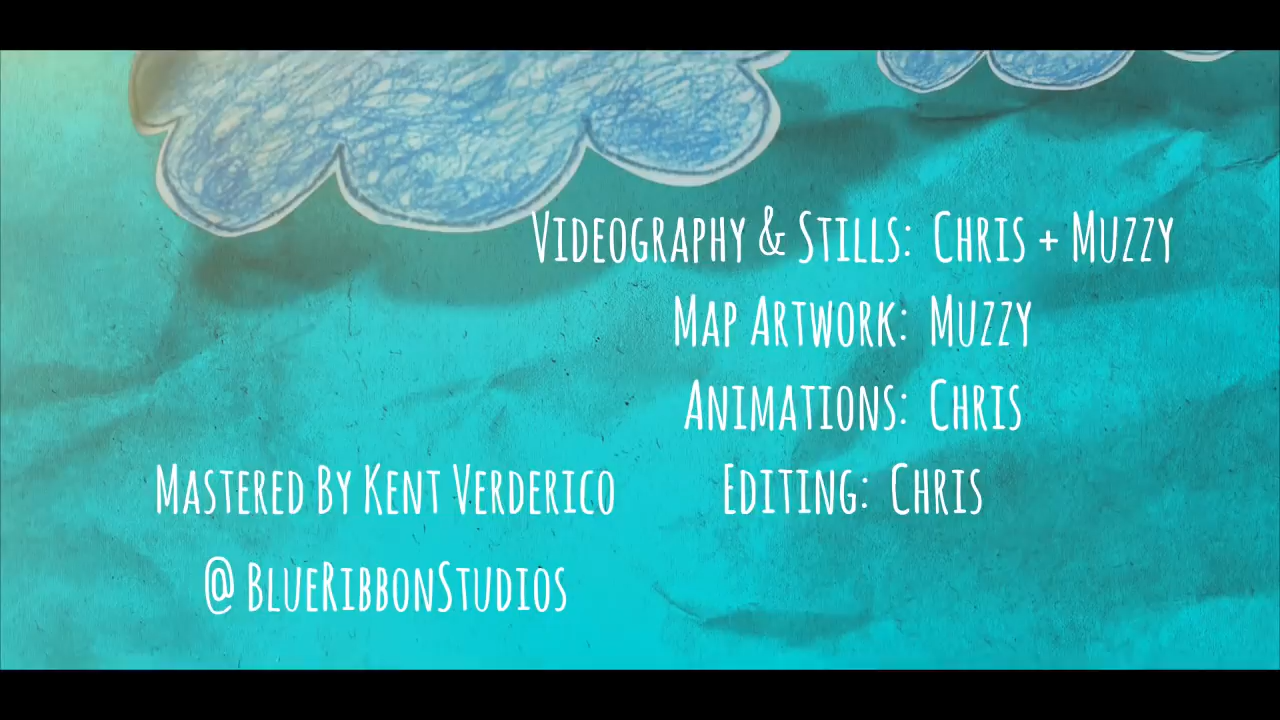 Videography & Stills: Chris + Muzzy
Map Artwork: Muzzy
Animations: Chris
Editing: Chris
Mastered By Kent Verderico
@ BlueRibbonStudios